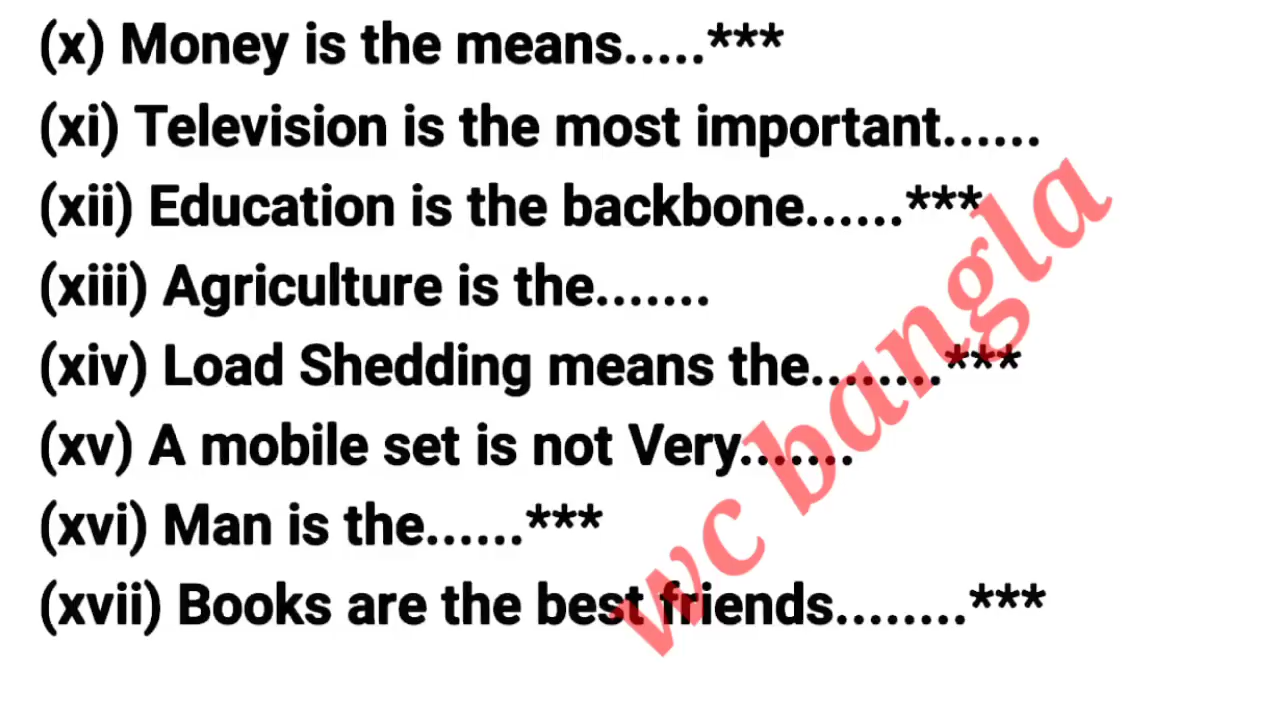 (x) Money is the means.....***
(xi) Television is the most important......
(xii) Education is the backbone......***
(xiii) Agriculture is the.......
(xiv) Load Shedding means the........***
(xv) A mobile set is not Very.......
(xvi) Man is the......***
(xvii) Books are the best friends........***
wc bangla